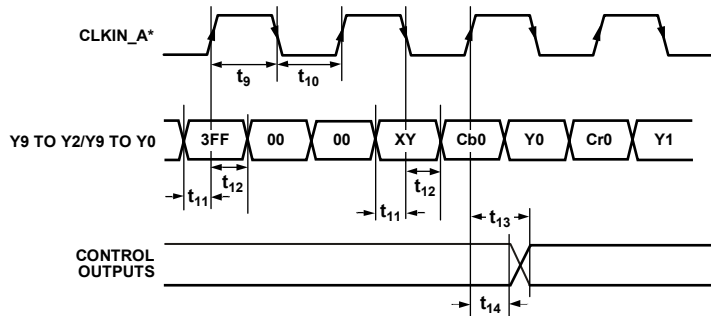 CLKIN_A*
t9 t10
Y9 TO Y2/Y9 TO Y0 3FF 00 00 XY Cb0 Y0 Cr0 Y1
t11 t12 t11 t12
t13
CONTROL
OUTPUTS
t14